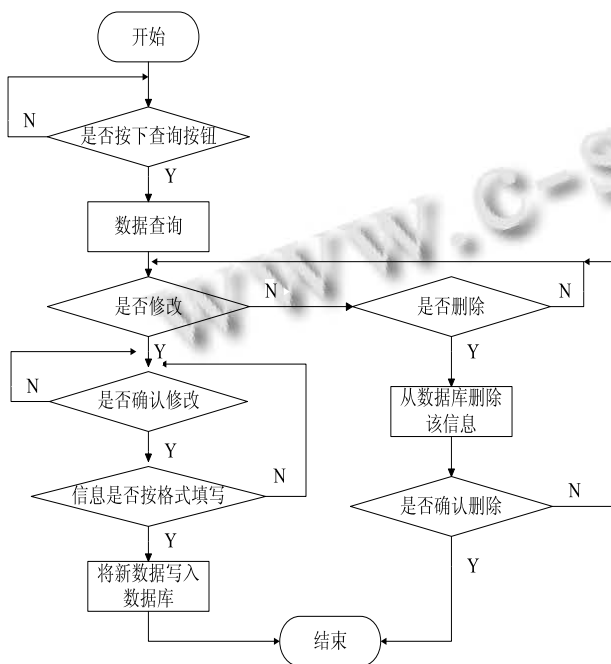 开始
N
是否按下查询按钮
Y
数据查询
www.c-s
是否修改
N
是否删除
N
Y
Y
N
是否确认修改
从数据库删除
该信息
Y
信息是否按格式填写
N
是否确认删除
N
Y
Y
将新数据写入
数据库
结束